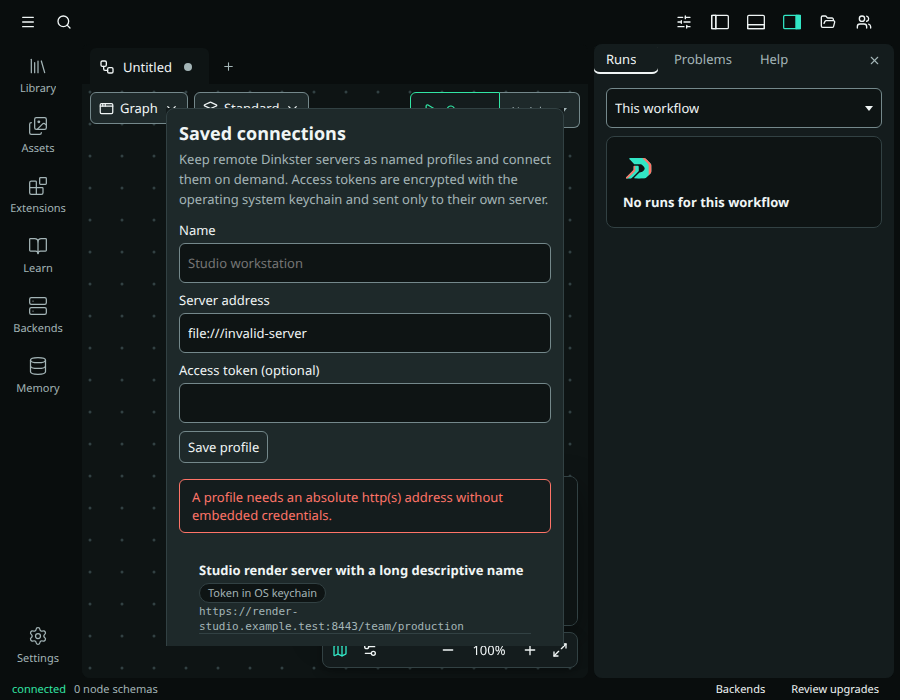 Untitled
Runs
Problems
Help
Library
Assets
Extensions
Learn
Backends
Memory
Settings
Graph
Standard
This workflow
No runs for this workflow
Saved connections
Keep remote Dinkster servers as named profiles and connect
them on demand. Access tokens are encrypted with the
operating system keychain and sent only to their own server.
Name
Studio workstation
Server address
file:///invalid-server
Access token (optional)
Save profile
A profile needs an absolute http(s) address without
embedded credentials.
Studio render server with a long descriptive name
Token in OS keychain
https://render-
studio.example.test:8443/team/production
100%
connected
0 node schemas
Backends
Review upgrades